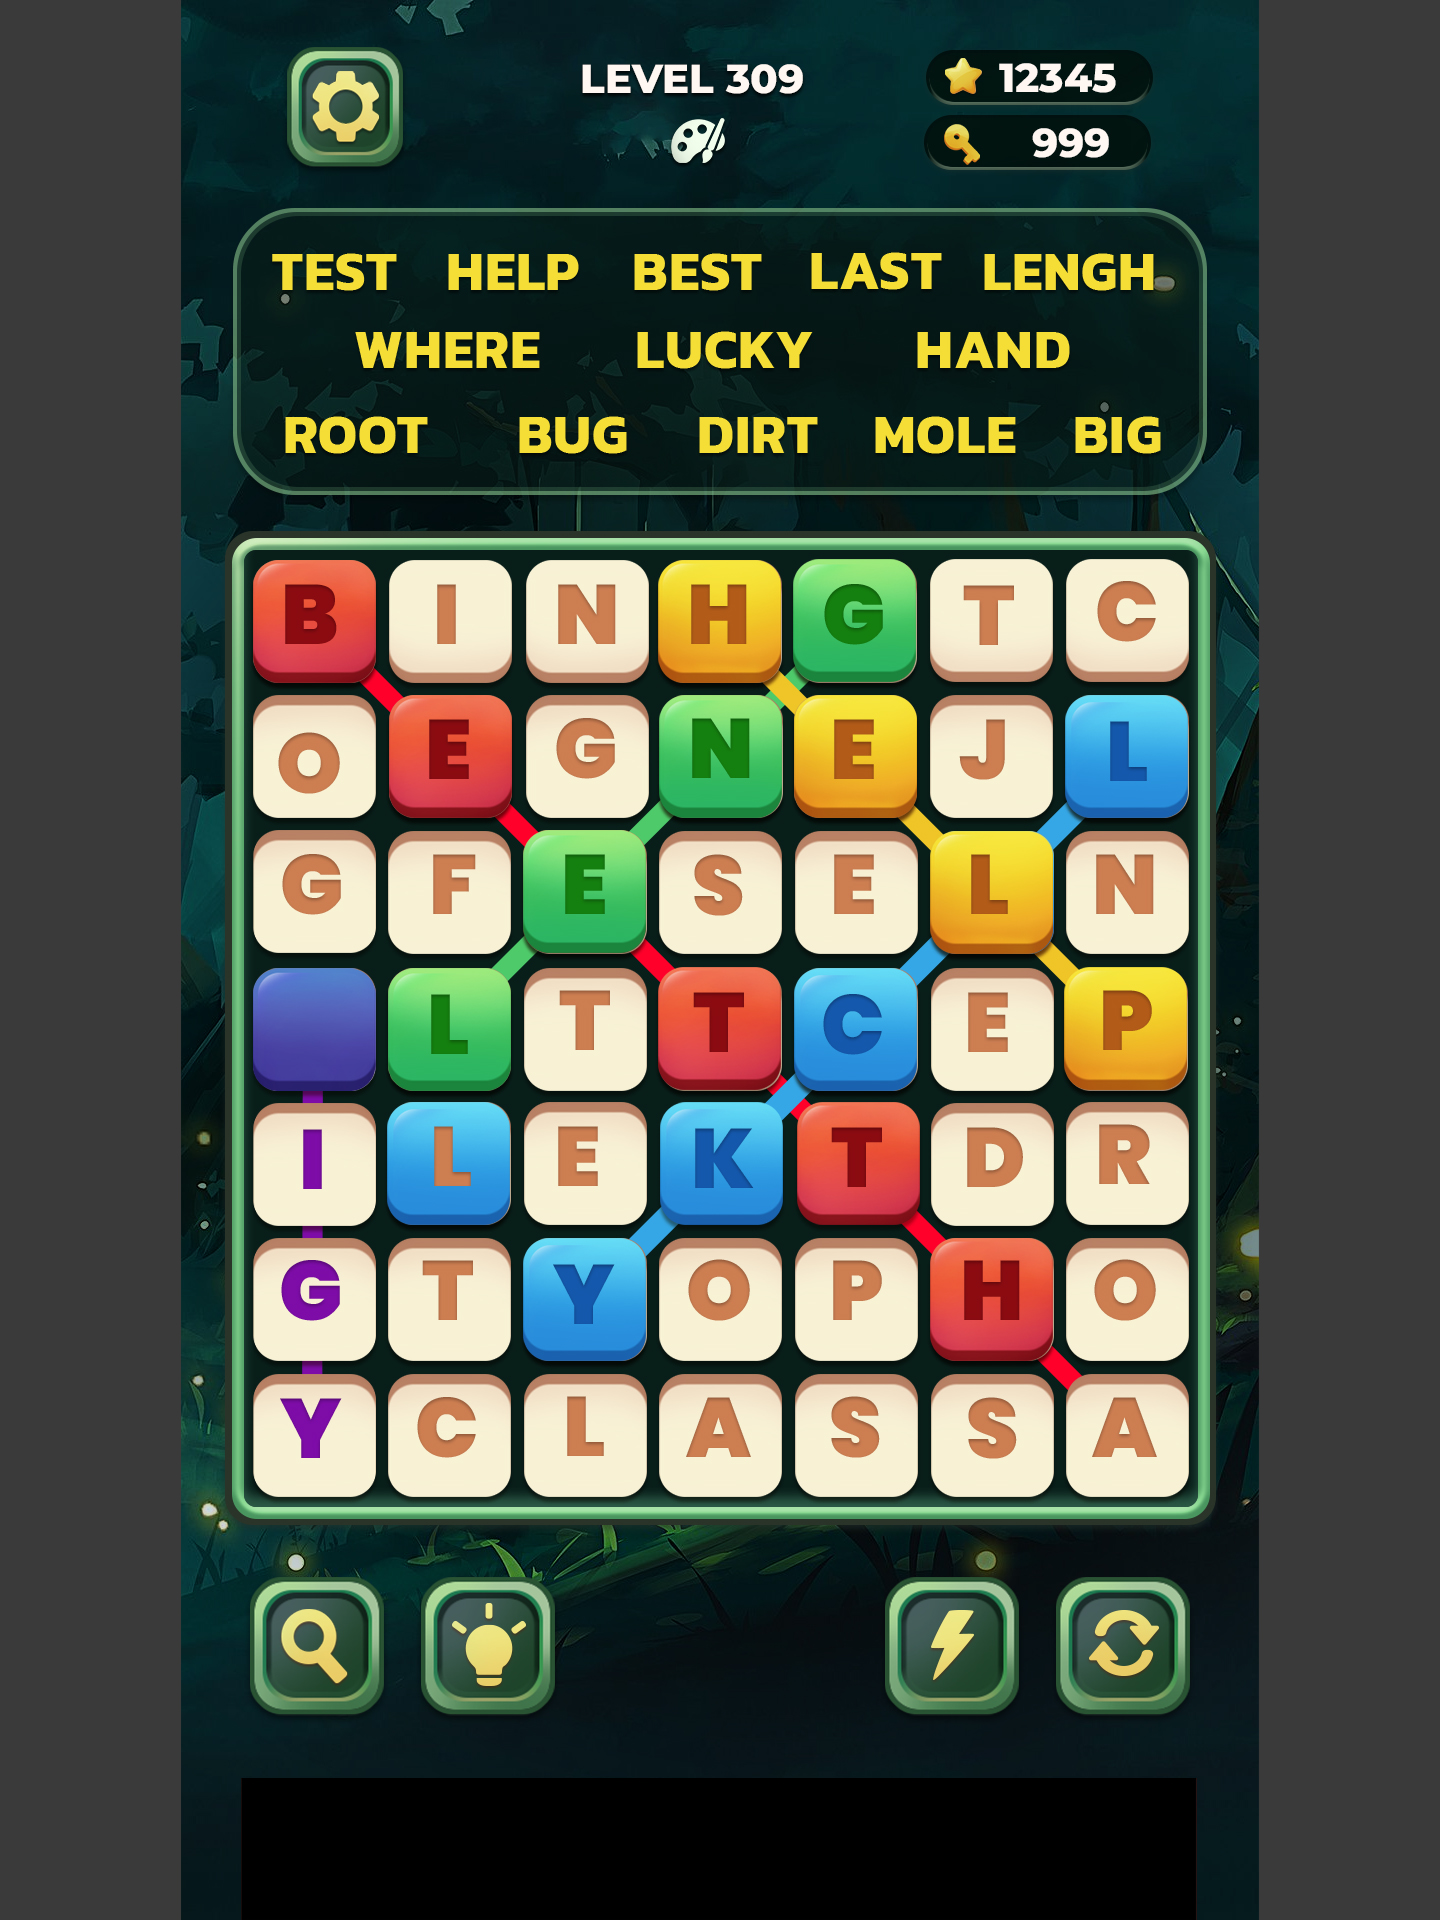 LEVEL 309
12345
999
TEST HELP BEST LAST LENGH
WHERE LUCKY HAND
ROOT BUG DIRT MOLE BIG
B I N H G T C
O E G N E J L
G F E S E L N
L T T C E P
I L E K T D R
G T Y O P H O
Y C L A S S A